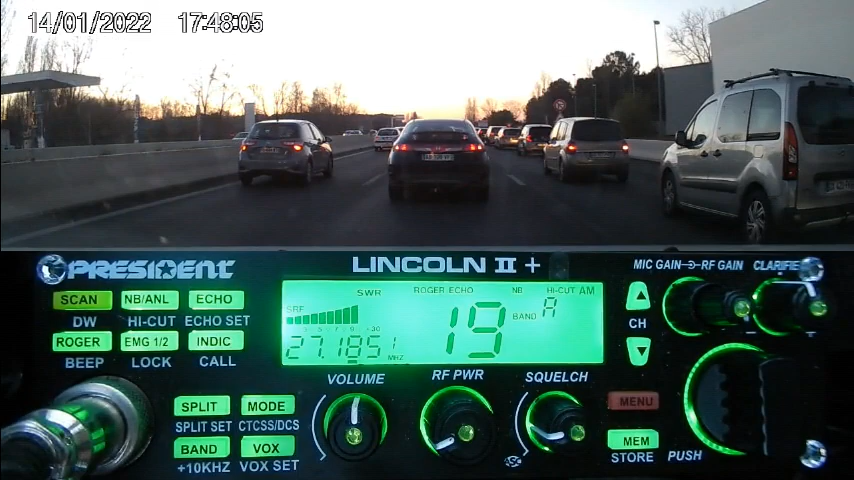 14/01/2022 17:48:05
PRESIDENT
LINCOLN II +
MIC GAIN RF GAIN CLARIFIE
SCAN NB/ANL ECHO
DW HI-CUT ECHO SET
ROGER EMG 1/2 INDIC
BEEP LOCK CALL
SWR ROGER ECHO NB HI-CUT AM
SRF
19 BAND A
27.1851 MHZ
CH
VOLUME RF PWR SQUELCH
SPLIT MODE
SPLIT SET CTCSS/DCS
BAND VOX
+10KHZ VOX SET
ASC
MENU
MEM
STORE PUSH